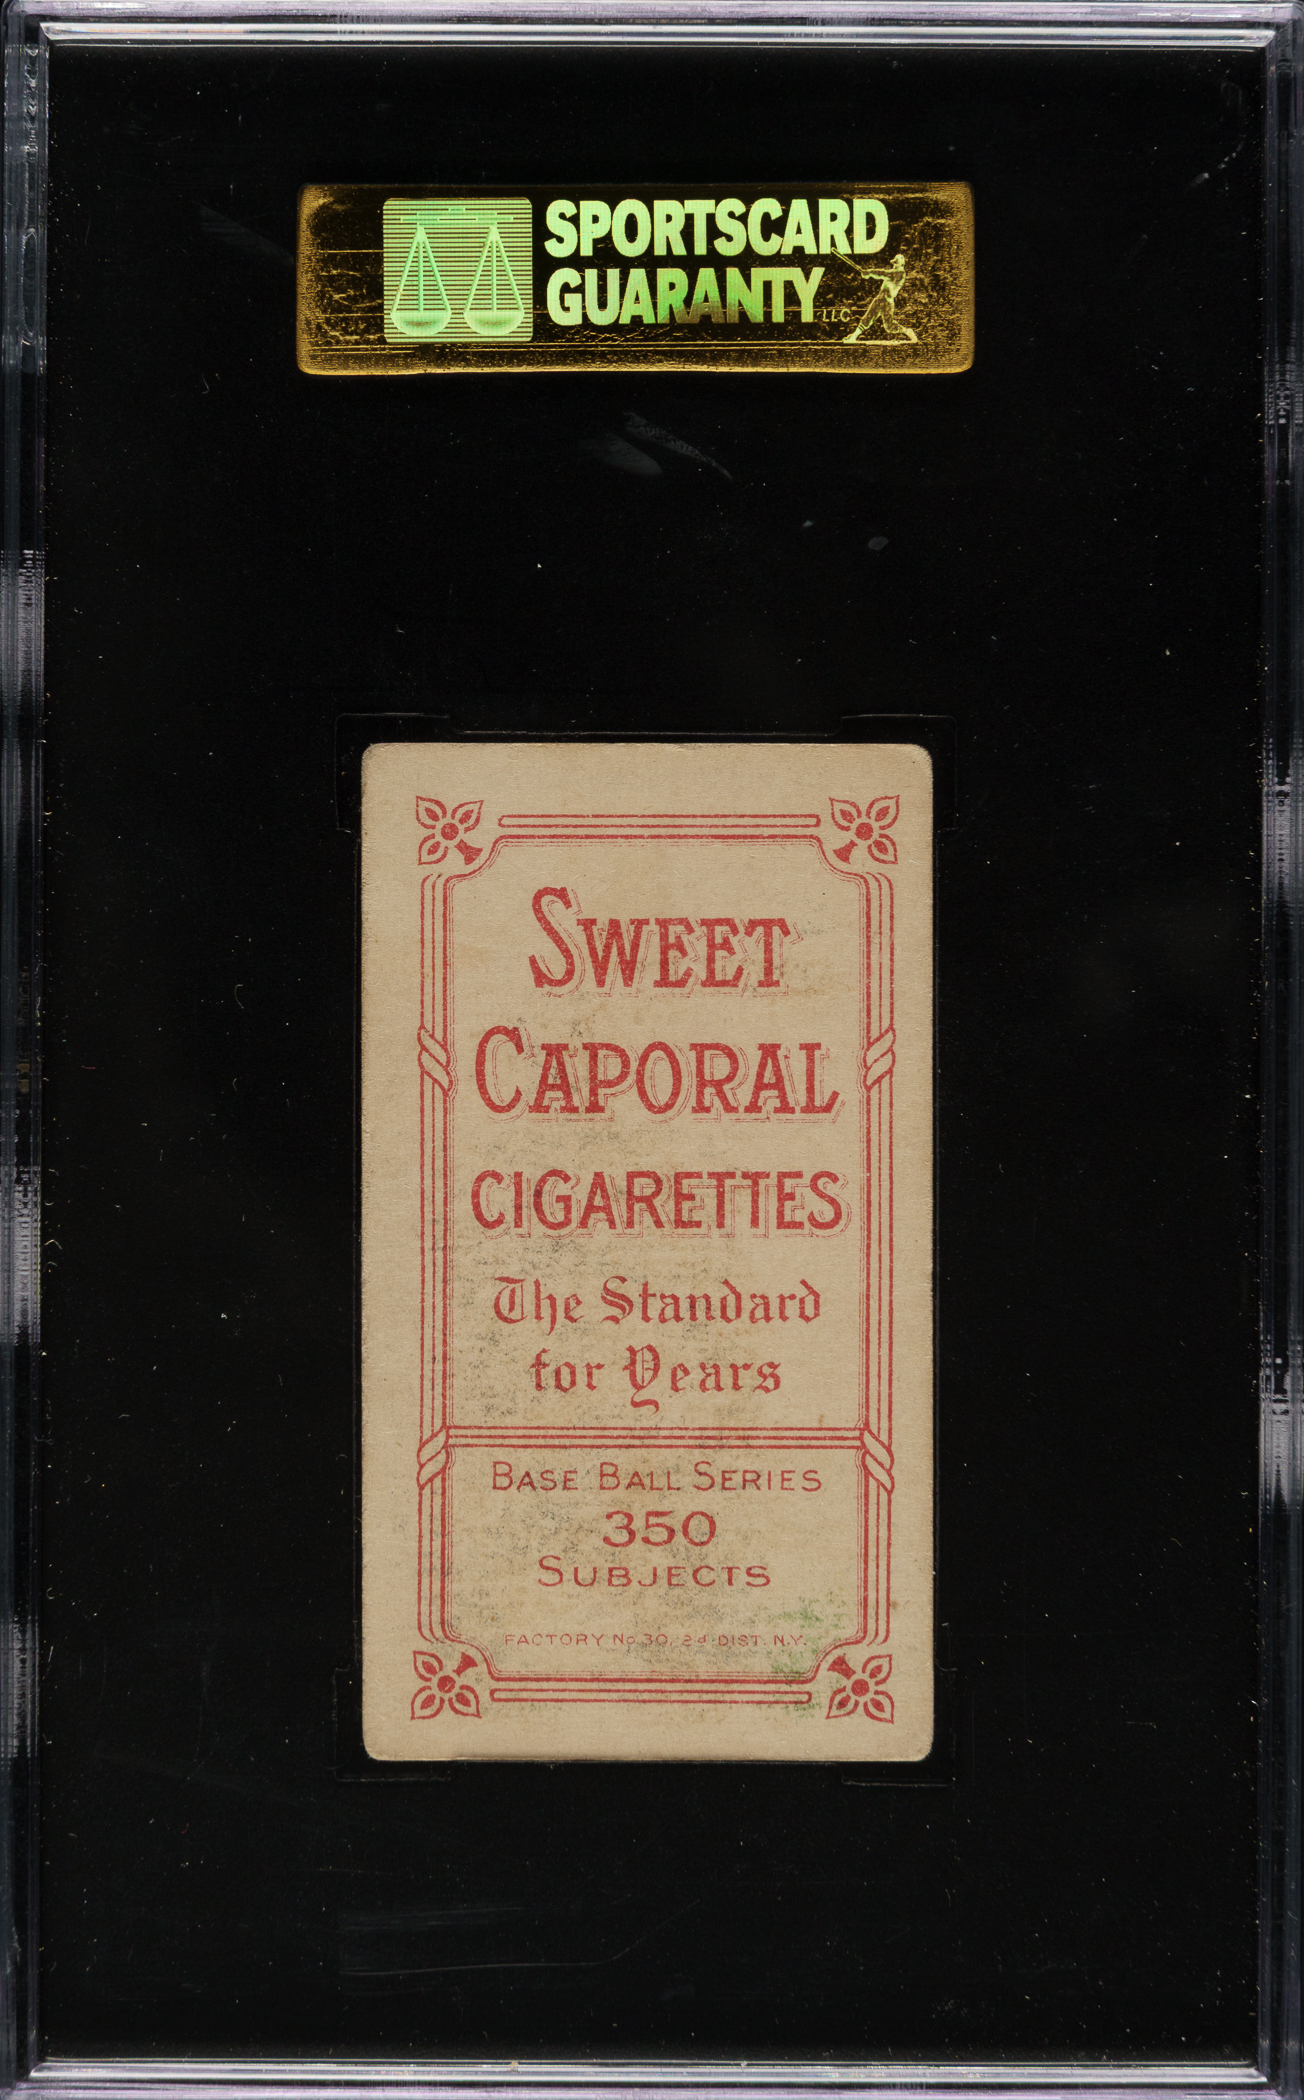 SPORTSCARD
GUARANTY LLC
SWEET
CAPORAL
CIGARETTES
The Standard
for Years
BASE BALL SERIES
350
SUBJECTS
FACTORY No 30, 2d DIST. N.Y.